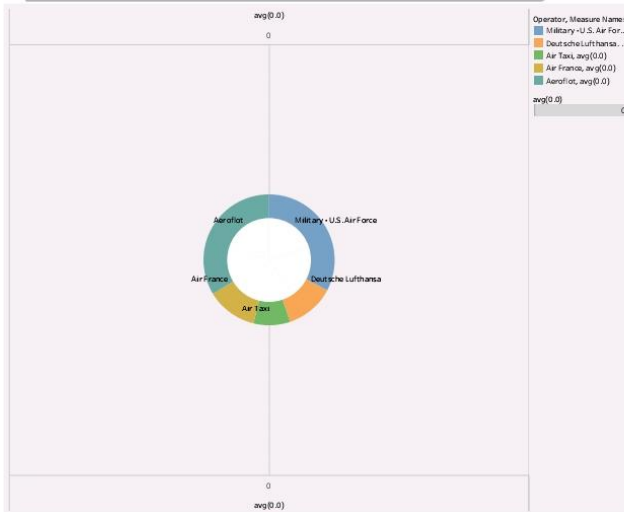 avg(0.0)
0
Operator, Measure Name
Military - U.S. Air For..
Deutsche Lufthansa...
Air Taxi, avg(0.0)
Air France, avg(0.0)
Aeroflot, avg(0.0)
avg(0.0)
0
Aeroflot
Military - U.S. Air Force
Air France
Deutsche Lufthansa
Air Taxi
0
avg(0.0)